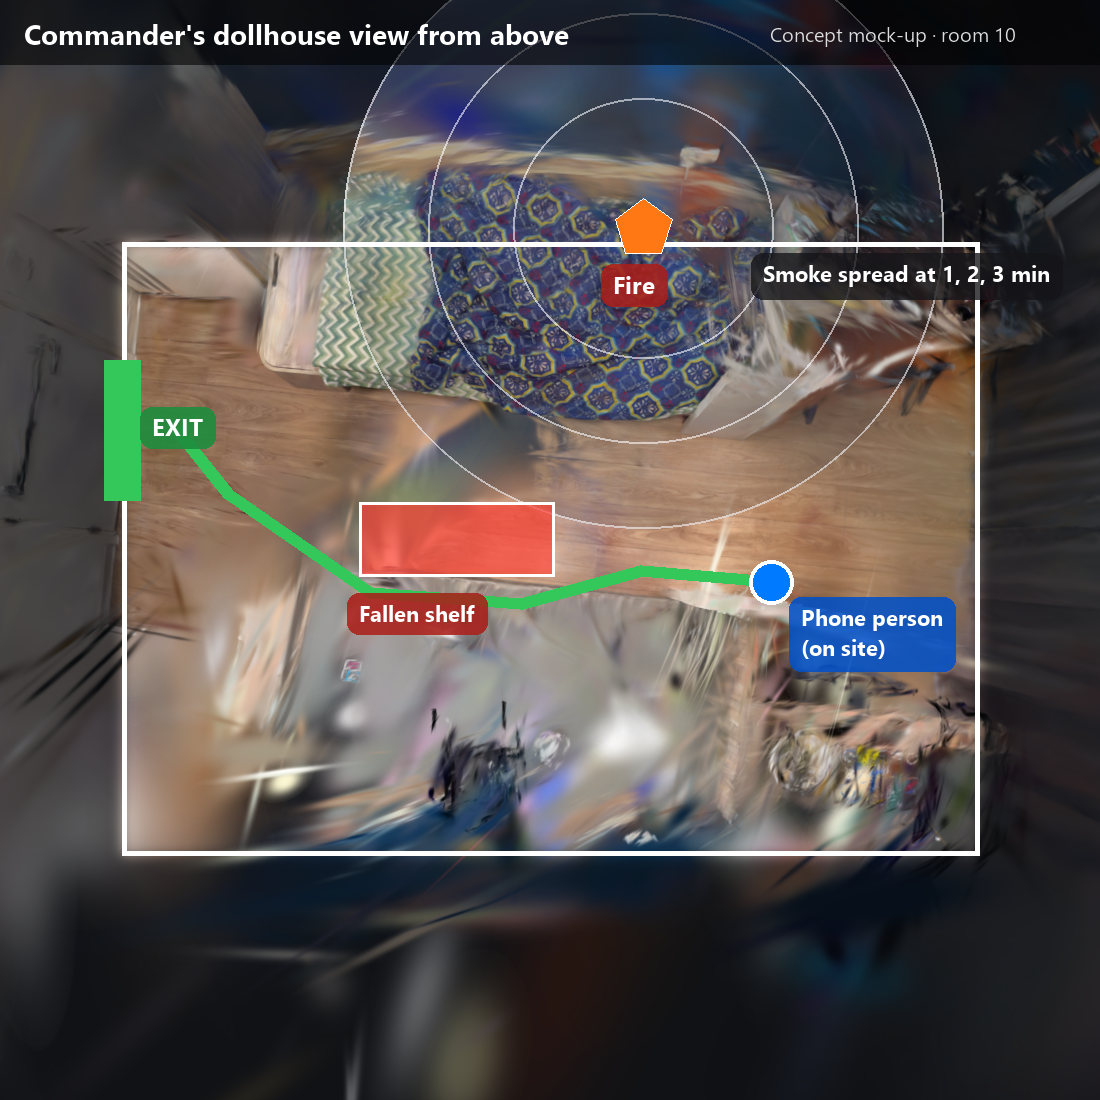 Commander's dollhouse view from above
Concept mock-up · room 10
Fire
Smoke spread at 1, 2, 3 min
EXIT
Fallen shelf
Phone person
(on site)